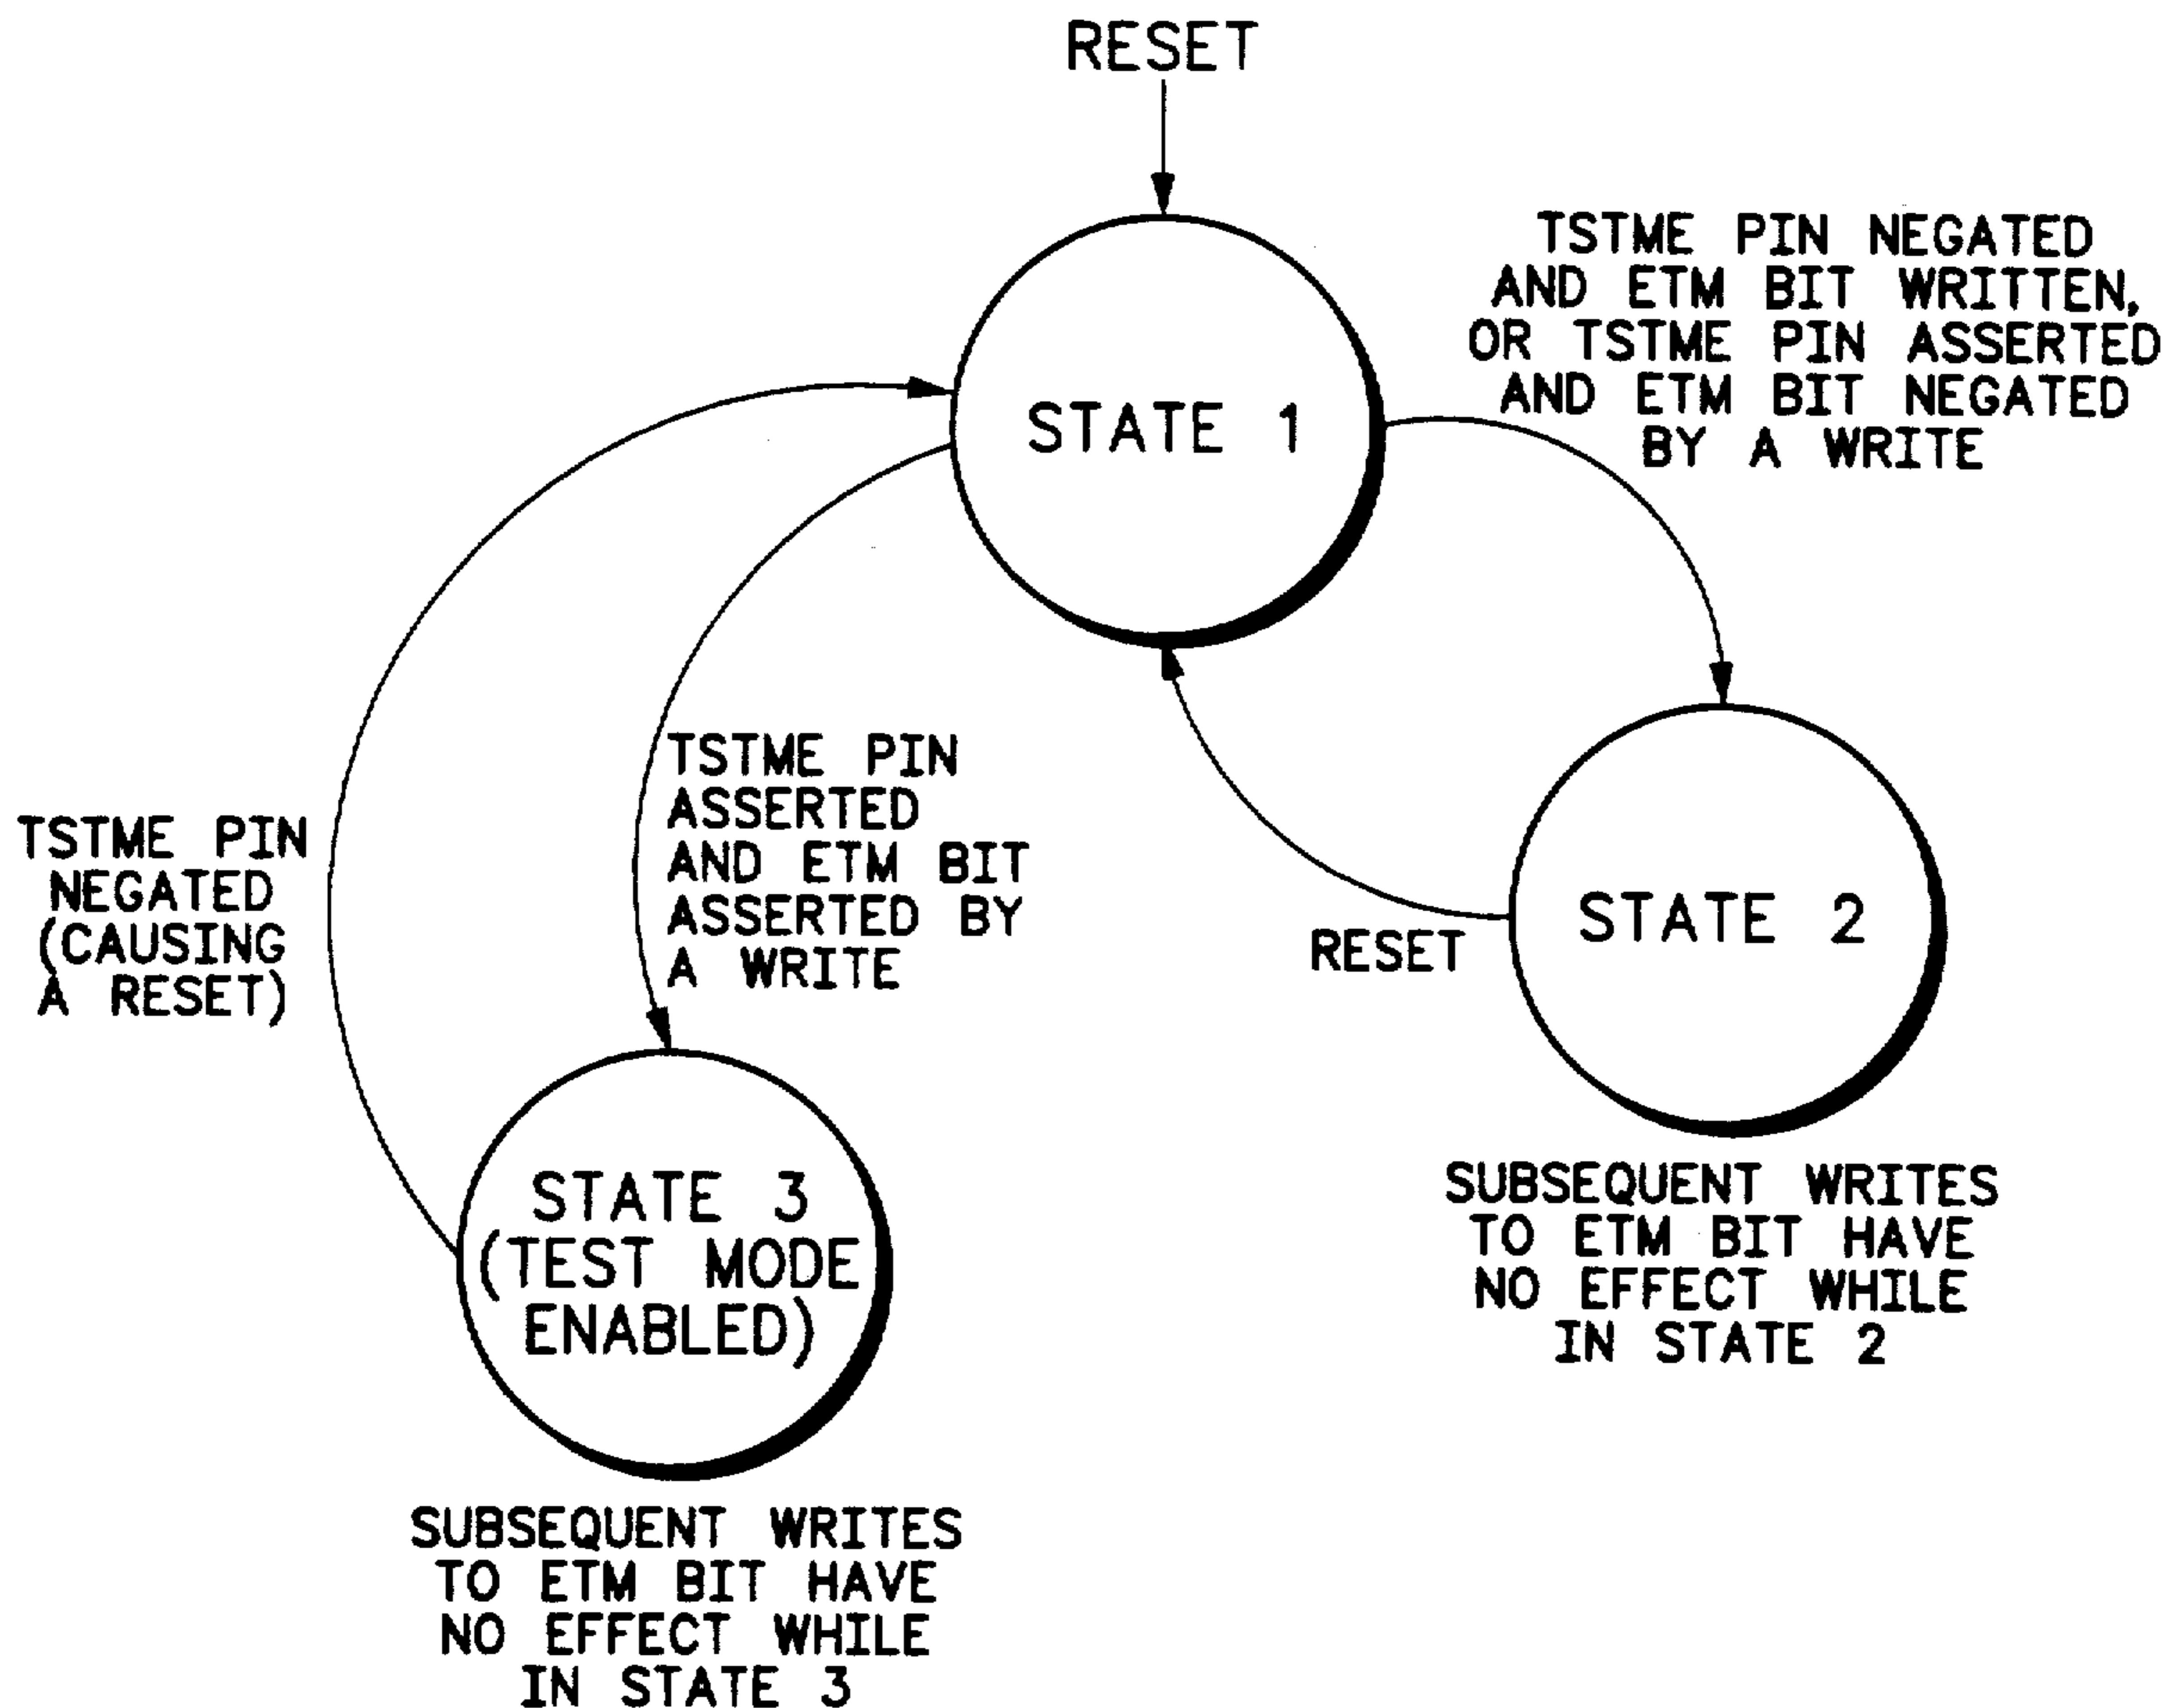 RESET
STATE 1
TSTME PIN NEGATED
AND ETM BIT WRITTEN,
OR TSTME PIN ASSERTED
AND ETM BIT NEGATED
BY A WRITE
TSTME PIN
NEGATED
(CAUSING
A RESET)
TSTME PIN
ASSERTED
AND ETM BIT
ASSERTED BY
A WRITE
RESET
STATE 2
SUBSEQUENT WRITES
TO ETM BIT HAVE
NO EFFECT WHILE
IN STATE 2
STATE 3
(TEST MODE
ENABLED)
SUBSEQUENT WRITES
TO ETM BIT HAVE
NO EFFECT WHILE
IN STATE 3